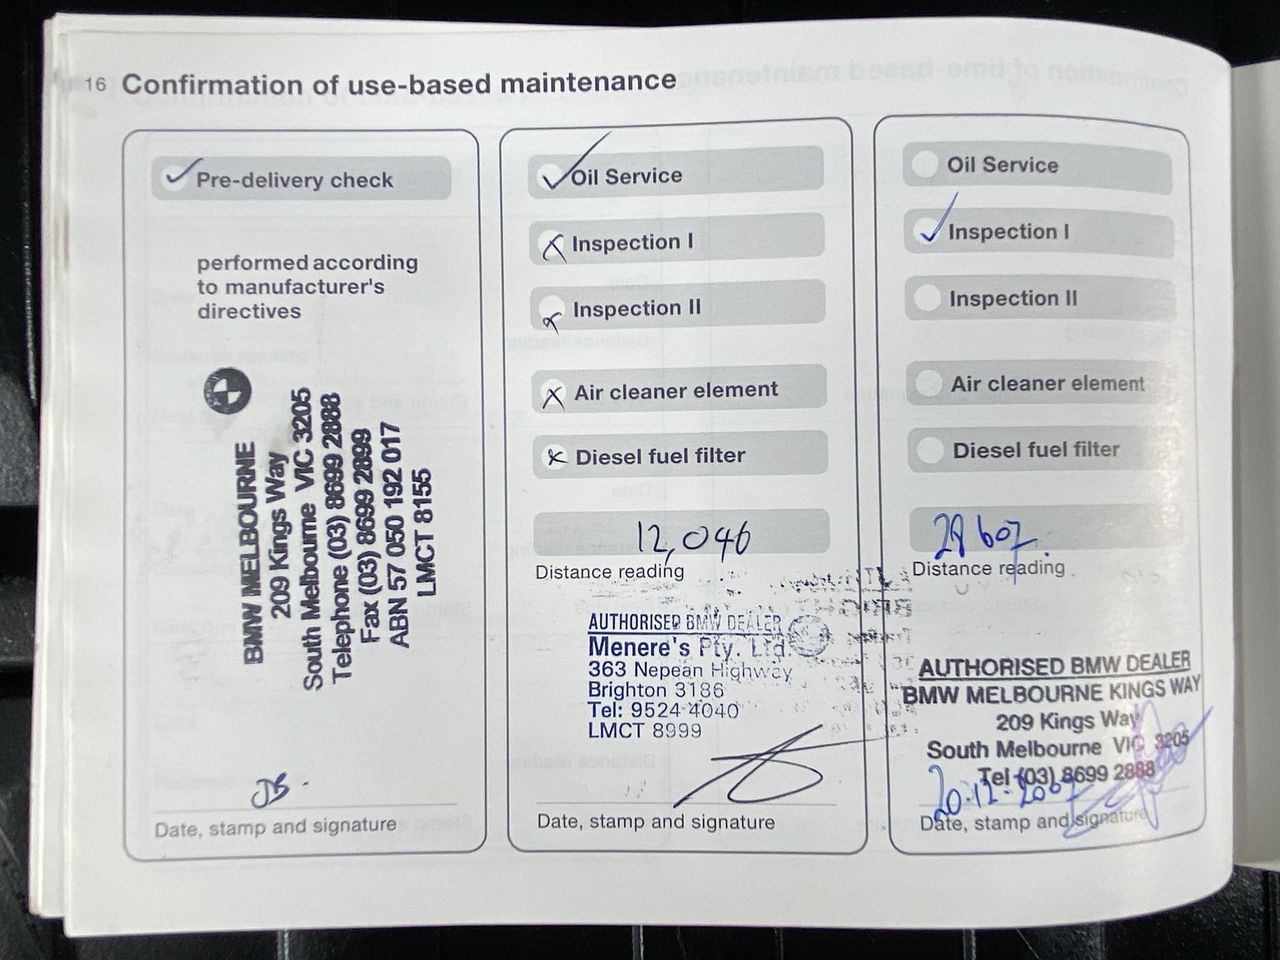 16 Confirmation of use-based maintenance
Pre-delivery check
performed according
to manufacturer's
directives
BMW MELBOURNE
209 Kings Way
South Melbourne VIC 3205
Telephone (03) 8699 2888
Fax (03) 8699 2899
ABN 57 050 192 017
LMCT 8155
JS.
Date, stamp and signature
Oil Service
Inspection I
Inspection II
Air cleaner element
Diesel fuel filter
12,046
Distance reading
AUTHORISED BMW DEALER
Menere's Pty. Ltd.
363 Nepean Highway
Brighton 3186
Tel: 9524 4040
LMCT 8999
Date, stamp and signature
Oil Service
Inspection I
Inspection II
Air cleaner element
Diesel fuel filter
607.
Distance reading
AUTHORISED BMW DEALER
BMW MELBOURNE KINGS WAY
209 Kings Way
South Melbourne VIC 3205
Tel (03) 8699 2888
20.12.2007
Date, stamp and signature